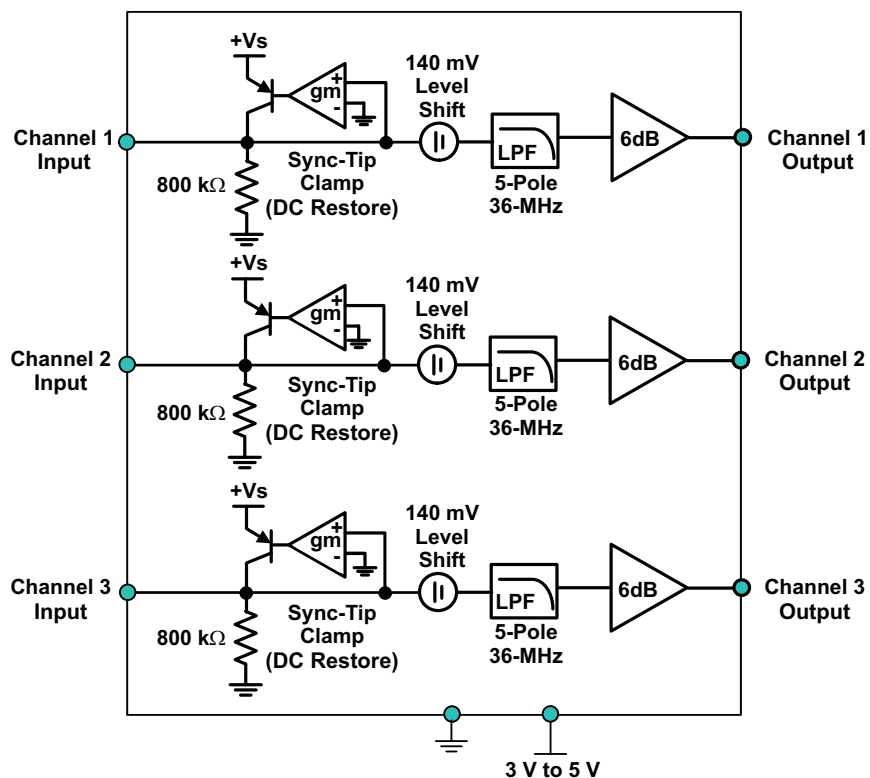 +Vs
gm
+
-
140 mV
Level
Shift
Channel 1
Input
800 kΩ
Sync-Tip
Clamp
(DC Restore)
LPF
5-Pole
36-MHz
6dB
Channel 1
Output
+Vs
gm
+
-
140 mV
Level
Shift
Channel 2
Input
800 kΩ
Sync-Tip
Clamp
(DC Restore)
LPF
5-Pole
36-MHz
6dB
Channel 2
Output
+Vs
gm
+
-
140 mV
Level
Shift
Channel 3
Input
800 kΩ
Sync-Tip
Clamp
(DC Restore)
LPF
5-Pole
36-MHz
6dB
Channel 3
Output
3 V to 5 V